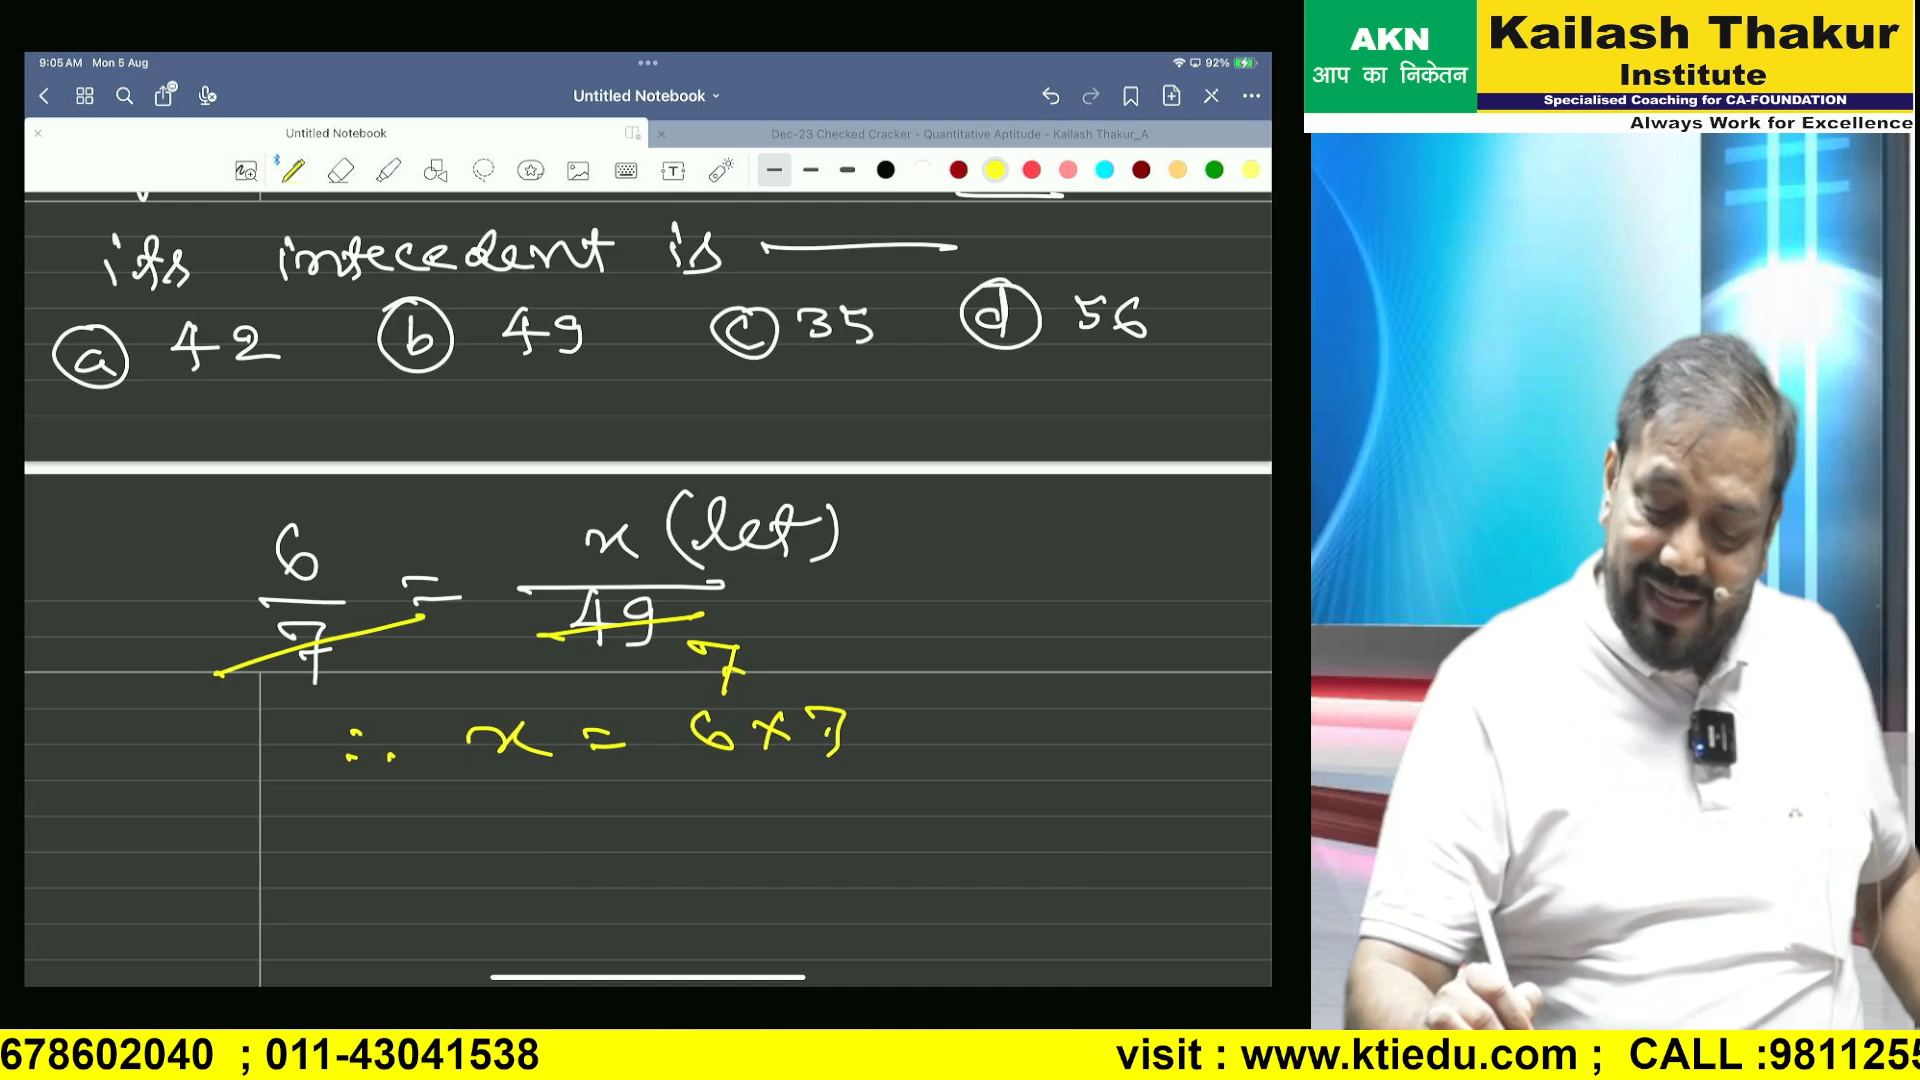 AKN
आप का निकेतन
Kailash Thakur
Institute
Specialised Coaching for CA-FOUNDATION
Always Work for Excellence
9:05 AM Mon 5 Aug
92%
Untitled Notebook
Untitled Notebook
Dec-23 Checked Cracker - Quantitative Aptitude - Kailash Thakur_A
its intecedent is
(a) 42 (b) 49 (c) 35 (d) 56
6/7 = x (let)/49
7
∴ x = 6 × 7
678602040 ; 011-43041538
visit : www.ktiedu.com ; CALL :9811255